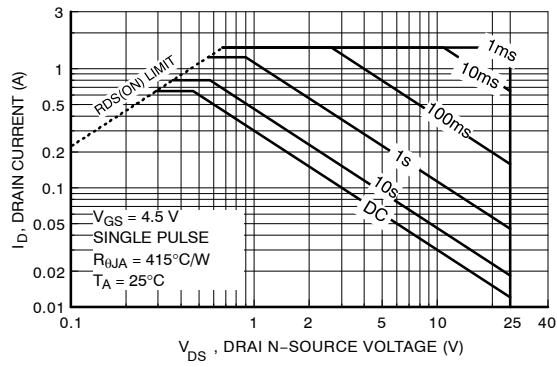 3
1
0.5
0.2
0.1
0.05
0.02
0.01
I_D, DRAIN CURRENT (A)
RDS(ON) LIMIT
1ms
10ms
100ms
1s
10s
DC
V_GS = 4.5 V
SINGLE PULSE
R_θJA = 415°C/W
T_A = 25°C
0.1
1
2
5
10
25
40
V_DS , DRAI N−SOURCE VOLTAGE (V)